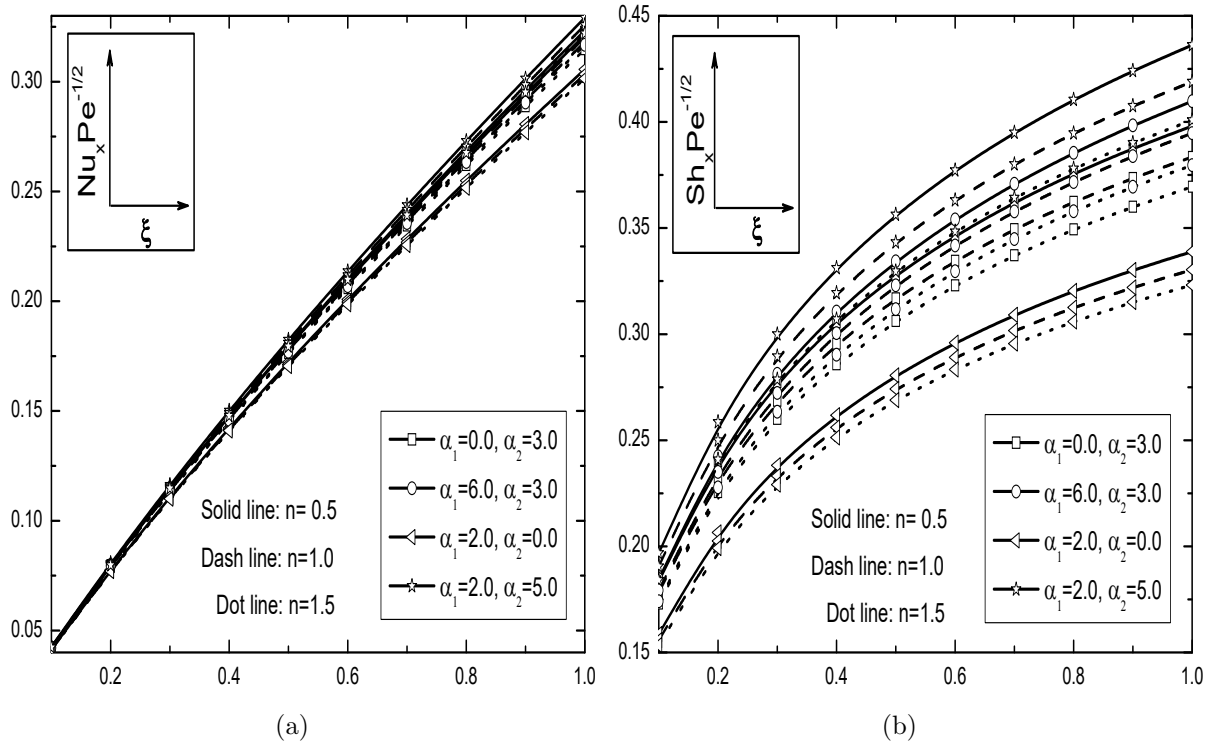 0.30
0.25
0.20
0.15
0.10
0.05
Nu_x Pe^{-1/2}
ξ
α_1=0.0, α_2=3.0
α_1=6.0, α_2=3.0
α_1=2.0, α_2=0.0
α_1=2.0, α_2=5.0
Solid line: n= 0.5
Dash line: n=1.0
Dot line: n=1.5
0.2 0.4 0.6 0.8 1.0
(a)
0.45
0.40
0.35
0.30
0.25
0.20
0.15
Sh_x Pe^{-1/2}
ξ
Solid line: n= 0.5
Dash line: n=1.0
Dot line: n=1.5
α_1=0.0, α_2=3.0
α_1=6.0, α_2=3.0
α_1=2.0, α_2=0.0
α_1=2.0, α_2=5.0
0.2 0.4 0.6 0.8 1.0
(b)